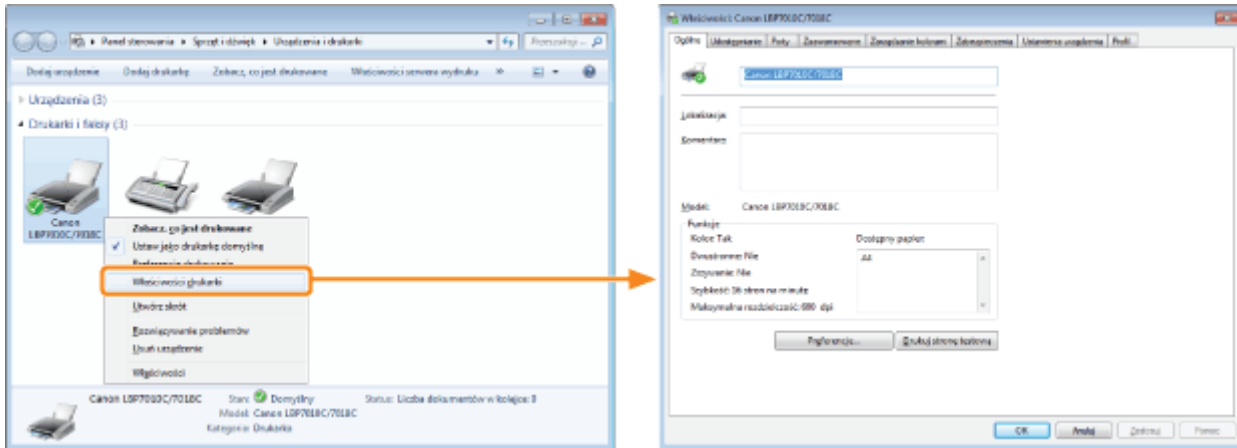 Panel sterowania ▸ Sprzęt i dźwięk ▸ Urządzenia i drukarki
Przeszukaj...
Dodaj urządzenie Dodaj drukarkę Zobacz, co jest drukowane Właściwości serwera wydruku »
Urządzenia (3)
Drukarki i faksy (3)
Canon
LBP7010C/7018C
Zobacz, co jest drukowane
Ustaw jako drukarkę domyślną
Preferencje drukowania
Właściwości drukarki
Utwórz skrót
Rozwiązywanie problemów
Usuń urządzenie
Właściwości
Canon LBP7010C/7018C Stan: Domyślny Status: Liczba dokumentów w kolejce: 0
Model: Canon LBP7010C/7018C
Kategoria: Drukarka
Właściwości: Canon LBP7010C/7018C
Ogólne Udostępnianie Porty Zaawansowane Zarządzanie kolorami Zabezpieczenia Ustawienia urządzenia Profil
Canon LBP7010C/7018C
Lokalizacja
Komentarz
Model: Canon LBP7010C/7018C
Funkcje
Kolor: Tak Dostępny papier:
Dwustronne: Nie A4
Zszywanie: Nie
Szybkość: 16 stron na minutę
Maksymalna rozdzielczość: 600 dpi
Preferencje... Drukuj stronę testową
OK Anuluj Zastosuj Pomoc